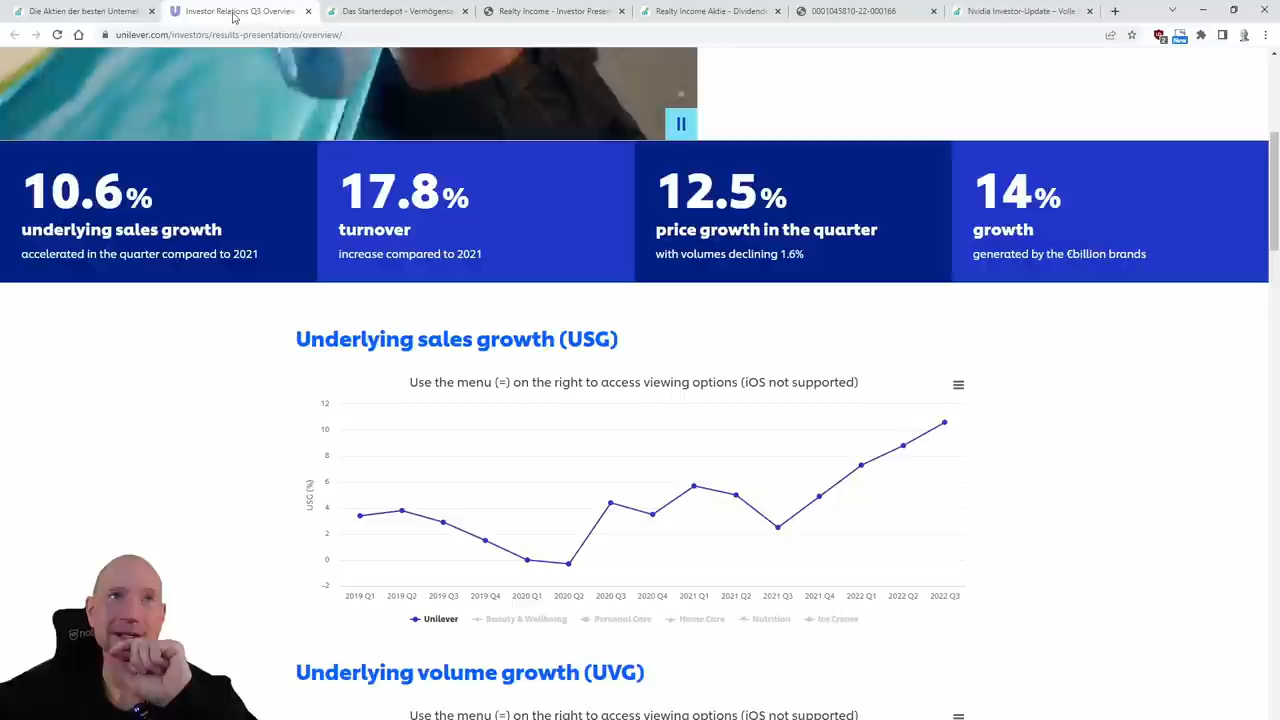 Die Aktien der besten Unterneh
Investor Relations Q3 Overview
Das Starterdepot - Vermögens
Realty Income - Investor Presen
Realty Income Aktie - Dividend
0001045810-22-000166
Nvidia Investor-Update – Volle
unilever.com/investors/results-presentations/overview/
New
10.6%
underlying sales growth
accelerated in the quarter compared to 2021
17.8%
turnover
increase compared to 2021
12.5%
price growth in the quarter
with volumes declining 1.6%
14%
growth
generated by the €billion brands
Underlying sales growth (USG)
Use the menu (=) on the right to access viewing options (iOS not supported)
USG (%)
12
10
8
6
4
2
0
-2
2019 Q1 2019 Q2 2019 Q3 2019 Q4 2020 Q1 2020 Q2 2020 Q3 2020 Q4 2021 Q1 2021 Q2 2021 Q3 2021 Q4 2022 Q1 2022 Q2 2022 Q3
Unilever Beauty & Wellbeing Personal Care Home Care Nutrition Ice Cream
Underlying volume growth (UVG)
Use the menu (=) on the right to access viewing options (iOS not supported)